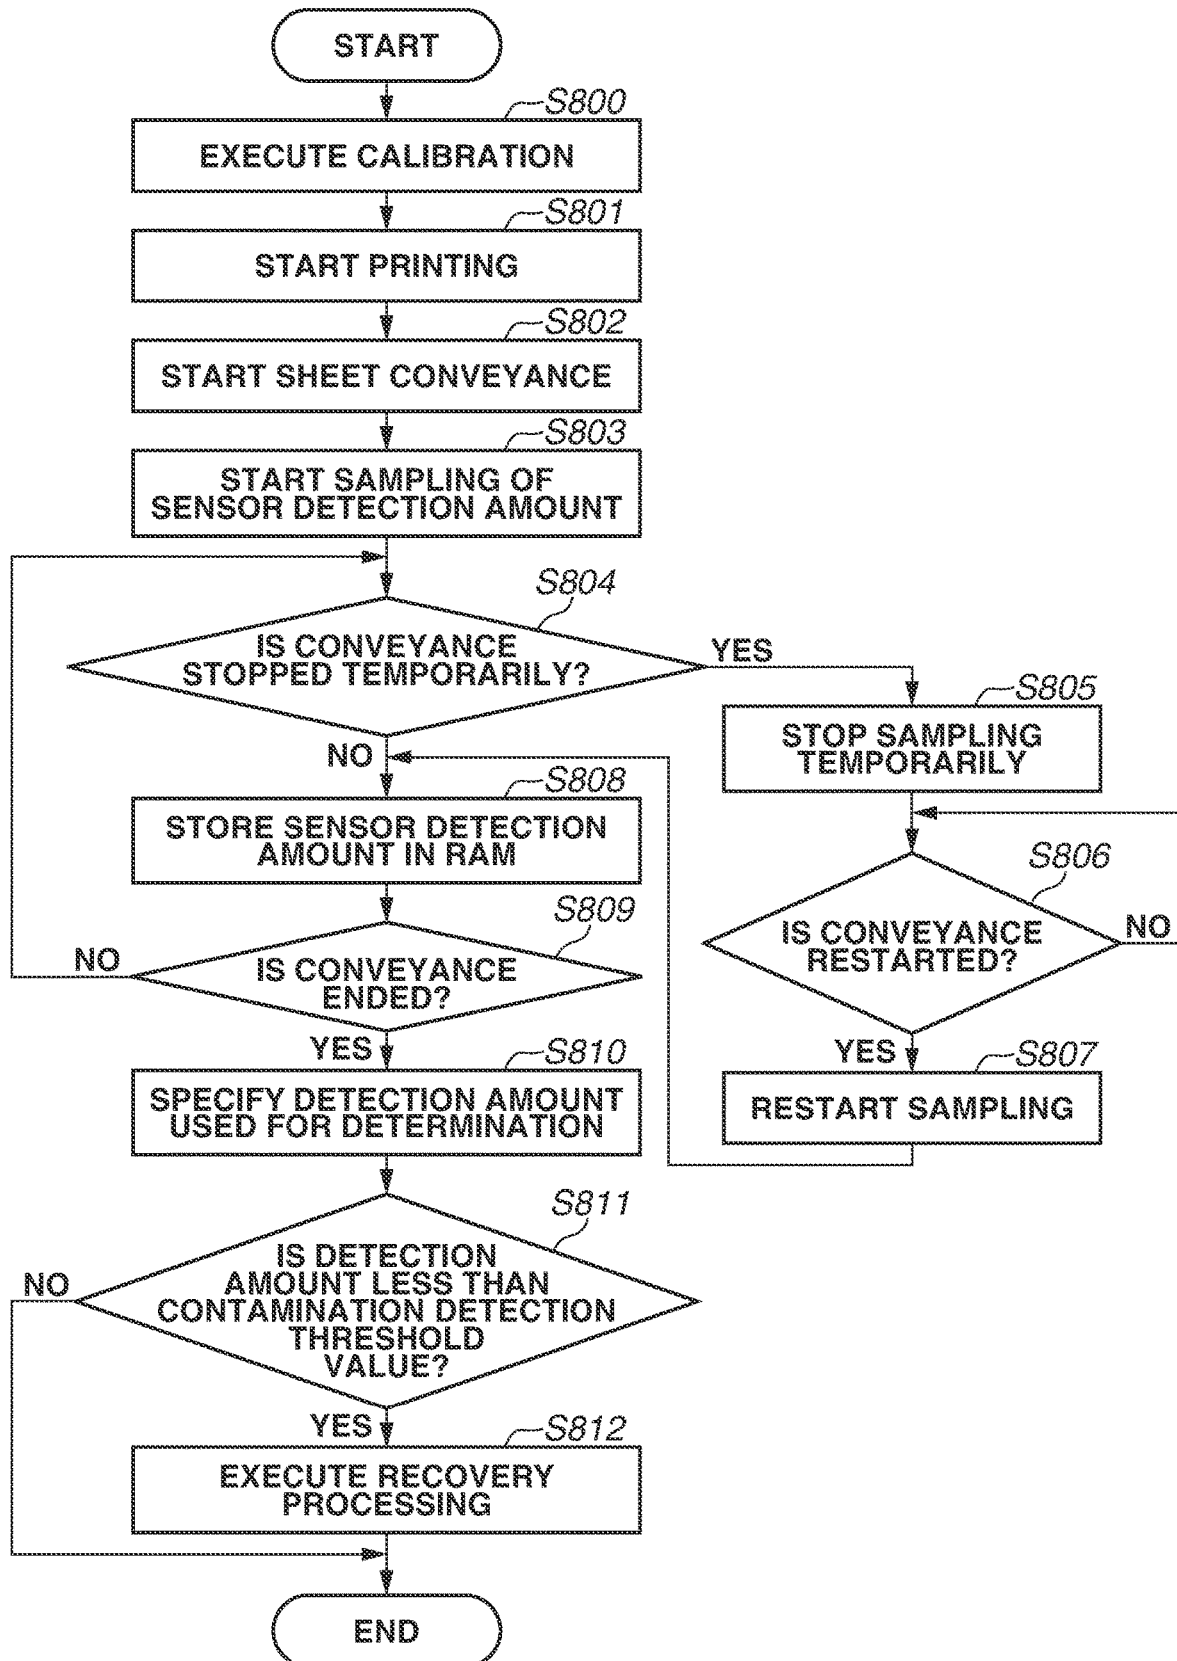 START
S800
EXECUTE CALIBRATION
S801
START PRINTING
S802
START SHEET CONVEYANCE
S803
START SAMPLING OF
SENSOR DETECTION AMOUNT
S804
IS CONVEYANCE
STOPPED TEMPORARILY?
YES
NO
S805
STOP SAMPLING
TEMPORARILY
S806
IS CONVEYANCE
RESTARTED?
NO
YES
S807
RESTART SAMPLING
S808
STORE SENSOR DETECTION
AMOUNT IN RAM
S809
IS CONVEYANCE
ENDED?
NO
YES
S810
SPECIFY DETECTION AMOUNT
USED FOR DETERMINATION
S811
IS DETECTION
AMOUNT LESS THAN
CONTAMINATION DETECTION
THRESHOLD
VALUE?
NO
YES
S812
EXECUTE RECOVERY
PROCESSING
END